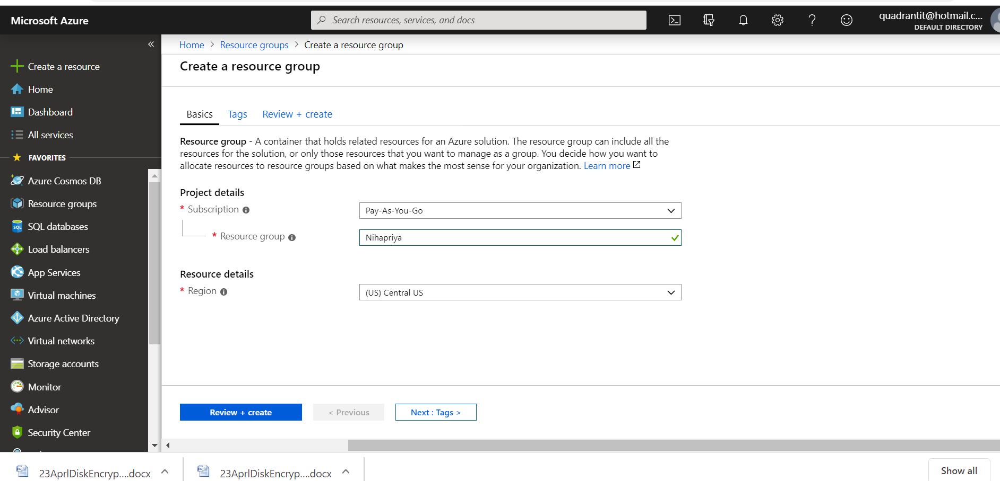 Microsoft Azure
Search resources, services, and docs
quadrantit@hotmail.c...
DEFAULT DIRECTORY
«
Create a resource
Home
Dashboard
All services
FAVORITES
Azure Cosmos DB
Resource groups
SQL databases
Load balancers
App Services
Virtual machines
Azure Active Directory
Virtual networks
Storage accounts
Monitor
Advisor
Security Center
Home > Resource groups > Create a resource group
Create a resource group
Basics Tags Review + create
Resource group - A container that holds related resources for an Azure solution. The resource group can include all the
resources for the solution, or only those resources that you want to manage as a group. You decide how you want to
allocate resources to resource groups based on what makes the most sense for your organization. Learn more
Project details
* Subscription Pay-As-You-Go
* Resource group Nihapriya
Resource details
* Region (US) Central US
Review + create < Previous Next : Tags >
23AprlDiskEncryp....docx 23AprlDiskEncryp....docx Show all